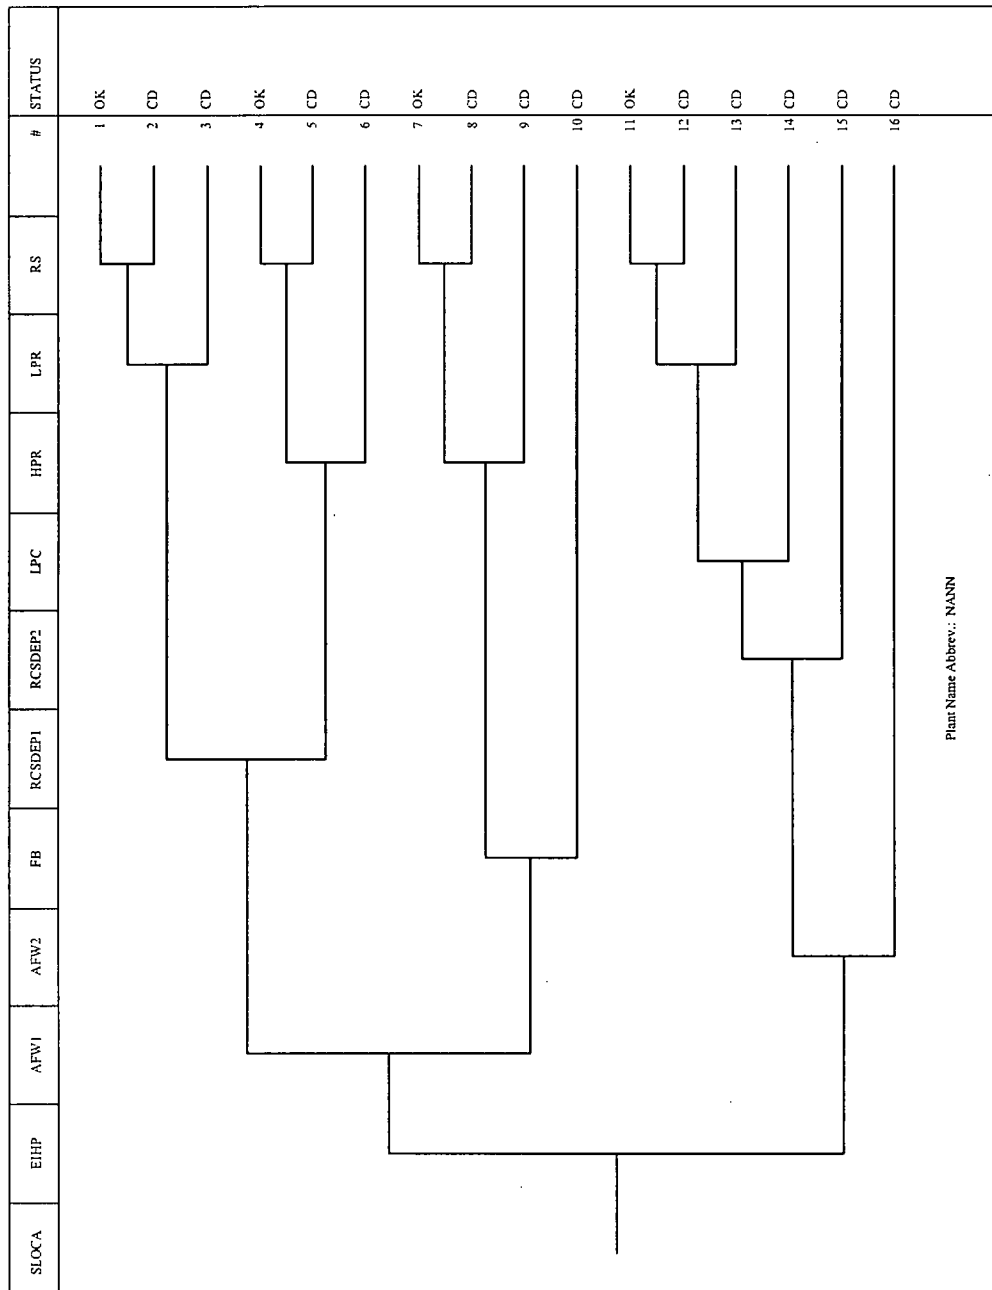 SLOCA EIHP AFW1 AFW2 FB RCSDEP1 RCSDEP2 LPC HPR LPR RS # STATUS
1 OK
2 CD
3 CD
4 OK
5 CD
6 CD
7 OK
8 CD
9 CD
10 CD
11 OK
12 CD
13 CD
14 CD
15 CD
16 CD
Plant Name Abbrev.: NANN